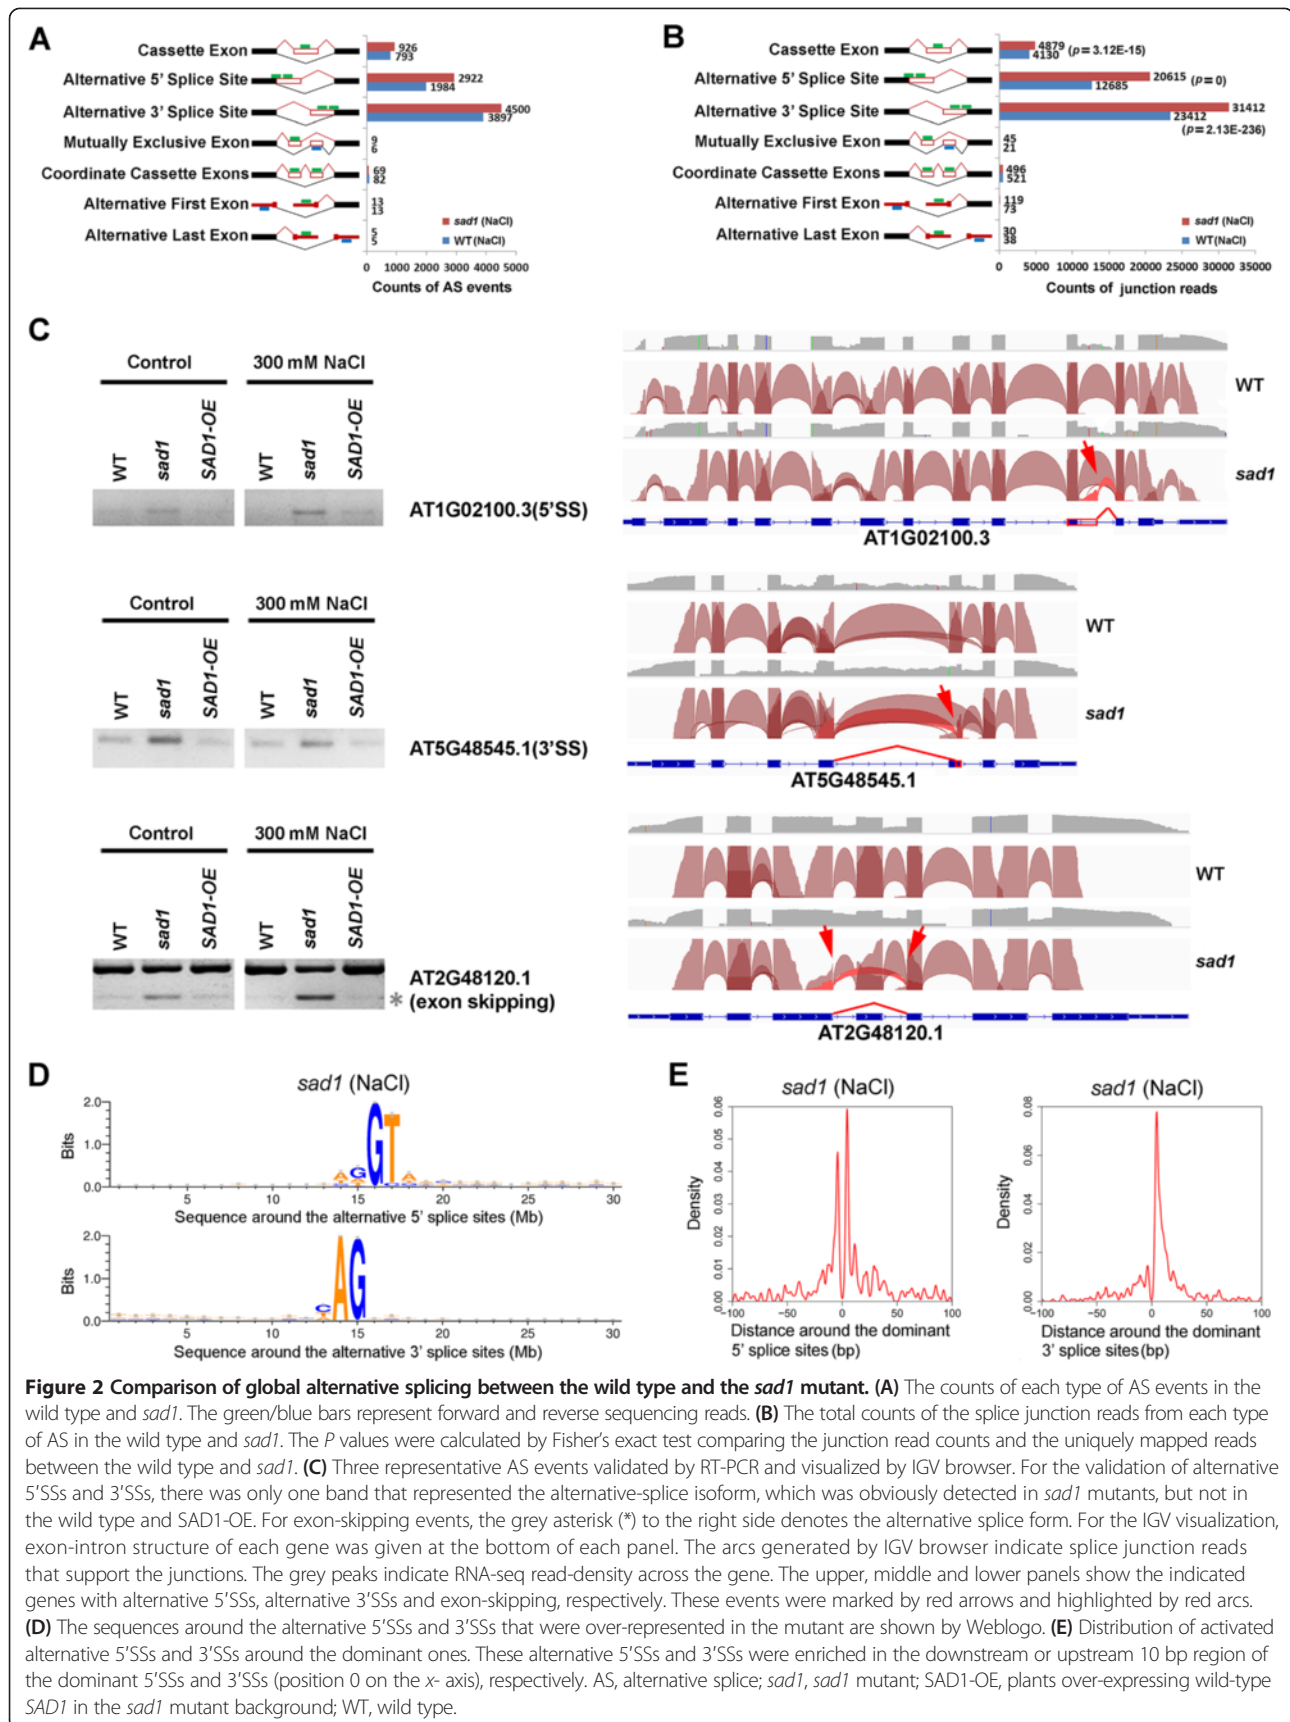 A
Cassette Exon
926
793
Alternative 5' Splice Site
2922
1984
Alternative 3' Splice Site
4500
3897
Mutually Exclusive Exon
9
6
Coordinate Cassette Exons
69
82
Alternative First Exon
13
13
Alternative Last Exon
5
5
sad1 (NaCl)
WT(NaCl)
0 1000 2000 3000 4000 5000
Counts of AS events
B
Cassette Exon
4879
4130
(p = 3.12E-15)
Alternative 5' Splice Site
20615
12685
(p = 0)
Alternative 3' Splice Site
31412
23412
(p = 2.13E-236)
Mutually Exclusive Exon
45
21
Coordinate Cassette Exons
496
521
Alternative First Exon
119
73
Alternative Last Exon
30
38
sad1 (NaCl)
WT(NaCl)
0 5000 10000 15000 20000 25000 30000 35000
Counts of junction reads
C
Control 300 mM NaCl
WT sad1 SAD1-OE WT sad1 SAD1-OE
AT1G02100.3(5'SS)
WT
sad1
AT1G02100.3
Control 300 mM NaCl
WT sad1 SAD1-OE WT sad1 SAD1-OE
AT5G48545.1(3'SS)
WT
sad1
AT5G48545.1
Control 300 mM NaCl
WT sad1 SAD1-OE WT sad1 SAD1-OE
AT2G48120.1
* (exon skipping)
WT
sad1
AT2G48120.1
D
sad1 (NaCl)
2.0
1.0
0.0
Bits
A G G T A
5 10 15 20 25 30
Sequence around the alternative 5' splice sites (Mb)
2.0
1.0
0.0
Bits
C A G
5 10 15 20 25 30
Sequence around the alternative 3' splice sites (Mb)
E
sad1 (NaCl)
0.00 0.01 0.02 0.03 0.04 0.05 0.06
Density
-100 -50 0 50 100
Distance around the dominant
5' splice sites (bp)
sad1 (NaCl)
0.00 0.02 0.04 0.06 0.08
Density
-100 -50 0 50 100
Distance around the dominant
3' splice sites (bp)
Figure 2 Comparison of global alternative splicing between the wild type and the sad1 mutant. (A) The counts of each type of AS events in the
wild type and sad1. The green/blue bars represent forward and reverse sequencing reads. (B) The total counts of the splice junction reads from each type
of AS in the wild type and sad1. The P values were calculated by Fisher's exact test comparing the junction read counts and the uniquely mapped reads
between the wild type and sad1. (C) Three representative AS events validated by RT-PCR and visualized by IGV browser. For the validation of alternative
5'SSs and 3'SSs, there was only one band that represented the alternative-splice isoform, which was obviously detected in sad1 mutants, but not in
the wild type and SAD1-OE. For exon-skipping events, the grey asterisk (*) to the right side denotes the alternative splice form. For the IGV visualization,
exon-intron structure of each gene was given at the bottom of each panel. The arcs generated by IGV browser indicate splice junction reads
that support the junctions. The grey peaks indicate RNA-seq read-density across the gene. The upper, middle and lower panels show the indicated
genes with alternative 5'SSs, alternative 3'SSs and exon-skipping, respectively. These events were marked by red arrows and highlighted by red arcs.
(D) The sequences around the alternative 5'SSs and 3'SSs that were over-represented in the mutant are shown by Weblogo. (E) Distribution of activated
alternative 5'SSs and 3'SSs around the dominant ones. These alternative 5'SSs and 3'SSs were enriched in the downstream or upstream 10 bp region of
the dominant 5'SSs and 3'SSs (position 0 on the x- axis), respectively. AS, alternative splice; sad1, sad1 mutant; SAD1-OE, plants over-expressing wild-type
SAD1 in the sad1 mutant background; WT, wild type.